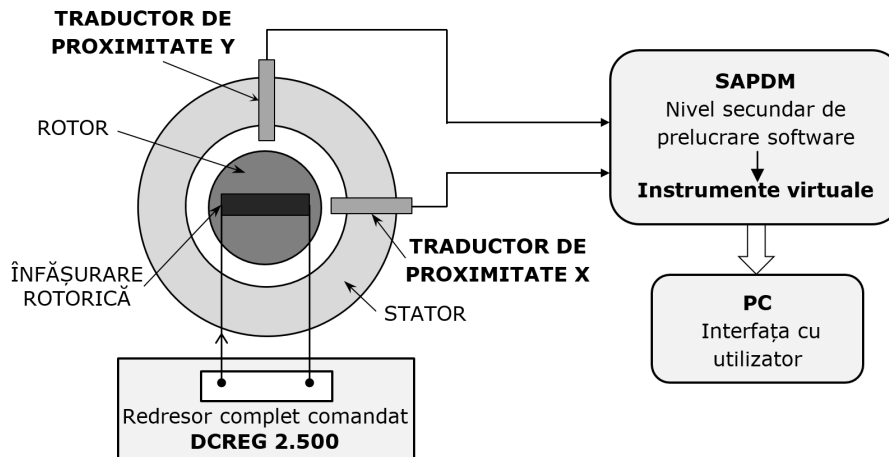 TRADUCTOR DE
PROXIMITATE Y
ROTOR
ÎNFĂȘURARE
ROTORICĂ
TRADUCTOR DE
PROXIMITATE X
STATOR
Redresor complet comandat
DCREG 2.500
SAPDM
Nivel secundar de
prelucrare software
Instrumente virtuale
PC
Interfața cu
utilizator